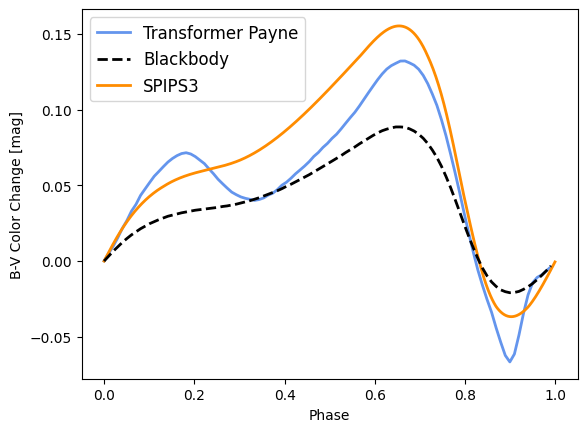 Transformer Payne
Blackbody
SPIPS3
B-V Color Change [mag]
0.15
0.10
0.05
0.00
−0.05
0.0 0.2 0.4 0.6 0.8 1.0
Phase